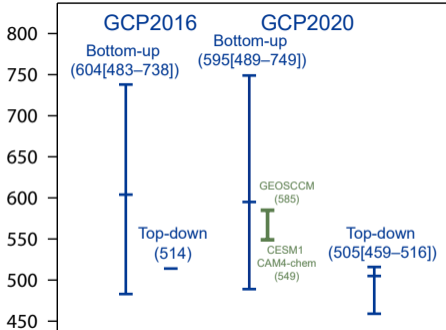 GCP2016
GCP2020
800
750
700
650
600
550
500
450
Bottom-up
(604[483–738])
Top-down
(514)
Bottom-up
(595[489–749])
GEOSCCM
(585)
CESM1
CAM4-chem
(549)
Top-down
(505[459–516])